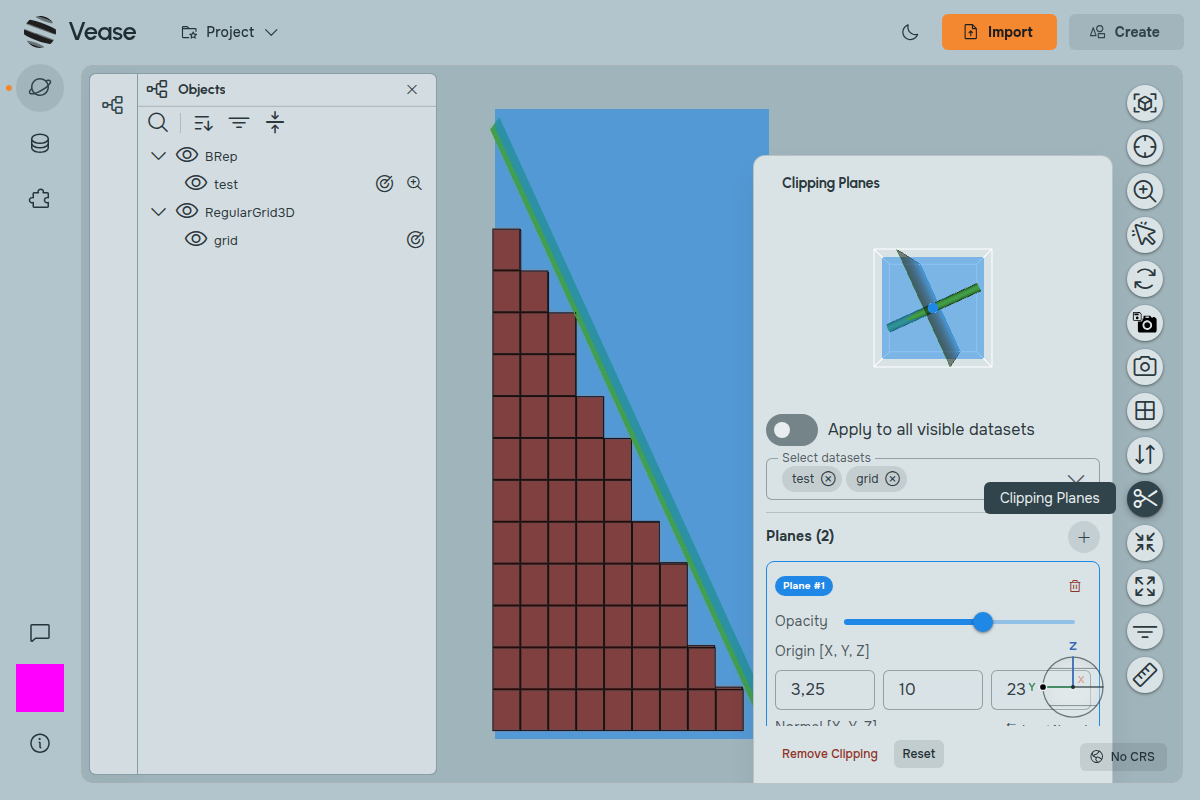 Vease
Project
Import
Create
Objects
BRep
test
RegularGrid3D
grid
Clipping Planes
Apply to all visible datasets
Select datasets
test
grid
Clipping Planes
Planes (2)
Plane #1
Opacity
Origin [X, Y, Z]
3,25
10
23
Z
Y
X
Normal [X, Y, Z]
Remove Clipping
Reset
No CRS